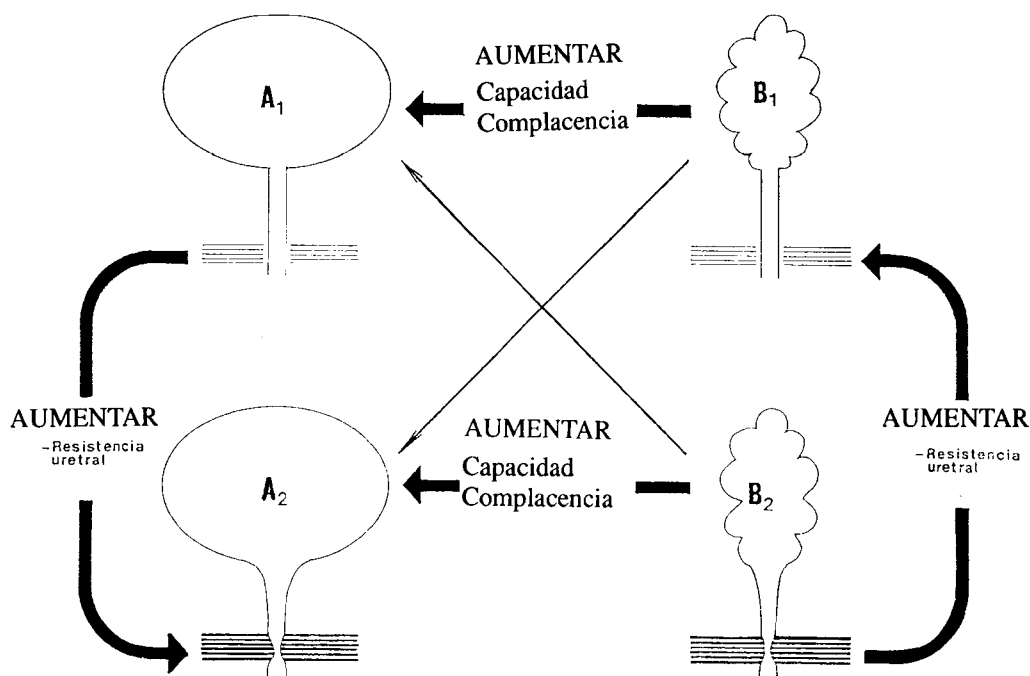 AUMENTAR
Capacidad
Complacencia
A1
B1
AUMENTAR
-Resistencia
uretral
AUMENTAR
-Resistencia
uretral
AUMENTAR
Capacidad
Complacencia
A2
B2